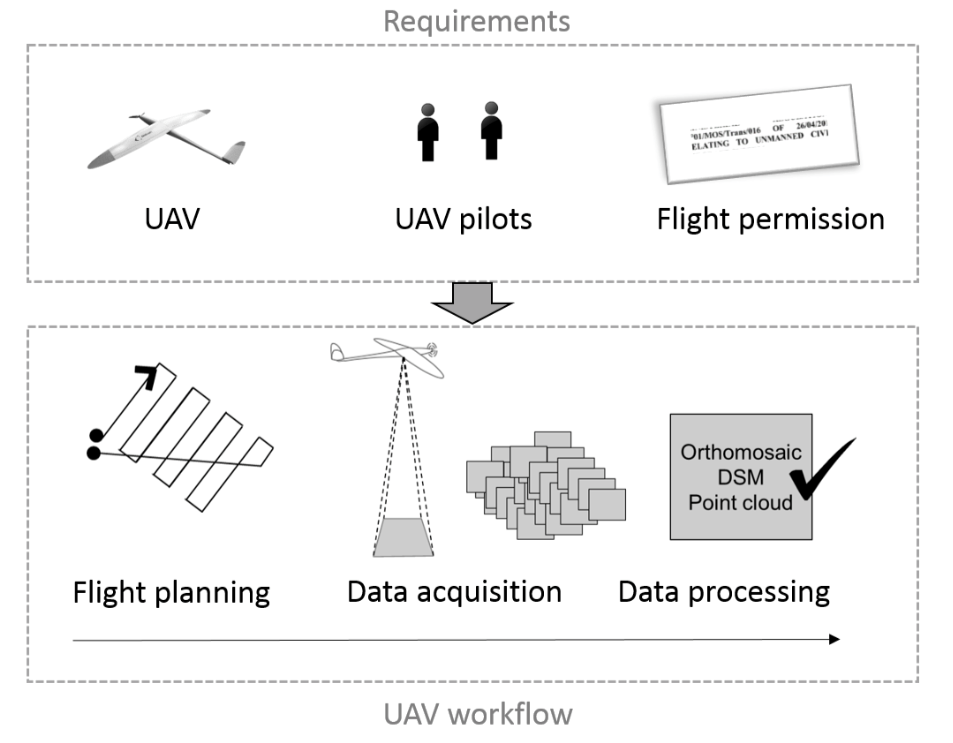 Requirements
'01/MOS/Trans/016 OF 26/04/20
ELATING TO UNMANNED CIVI
UAV
UAV pilots
Flight permission
Orthomosaic
DSM
Point cloud
Flight planning
Data acquisition
Data processing
UAV workflow